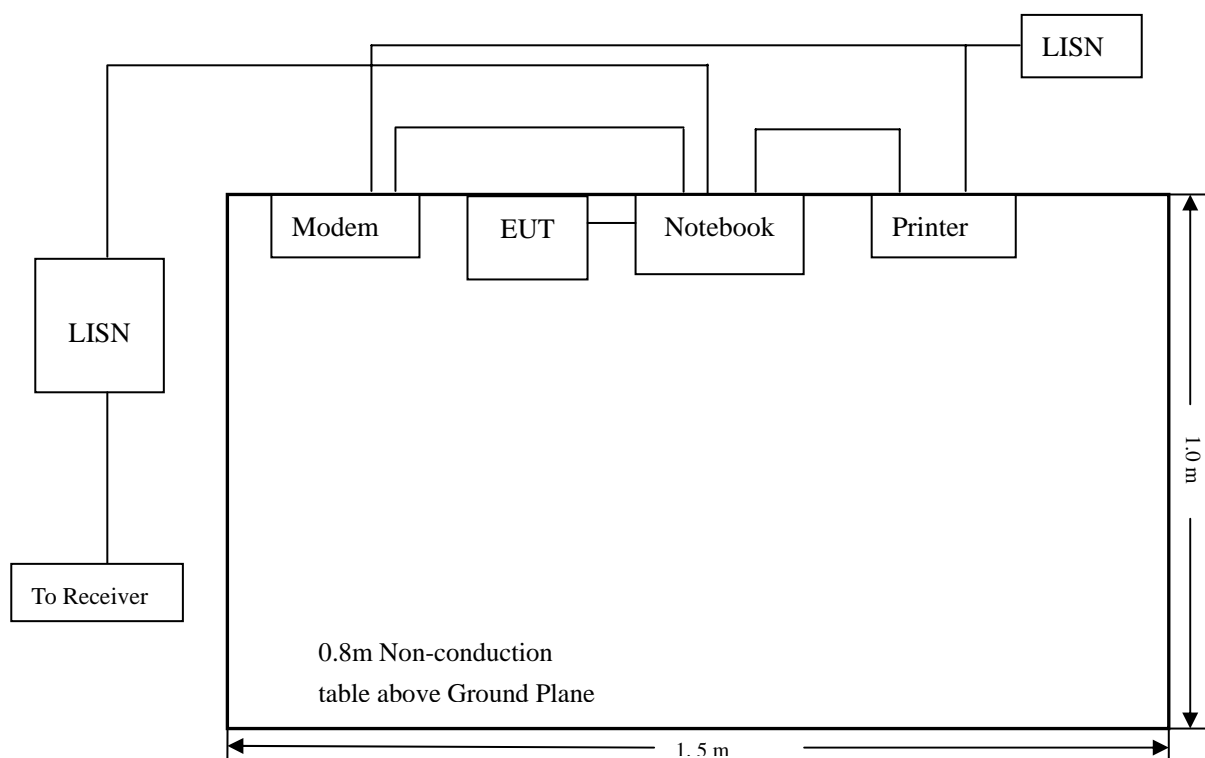 LISN
Modem
EUT
Notebook
Printer
LISN
1.0 m
To Receiver
0.8m Non-conduction
table above Ground Plane
1. 5 m